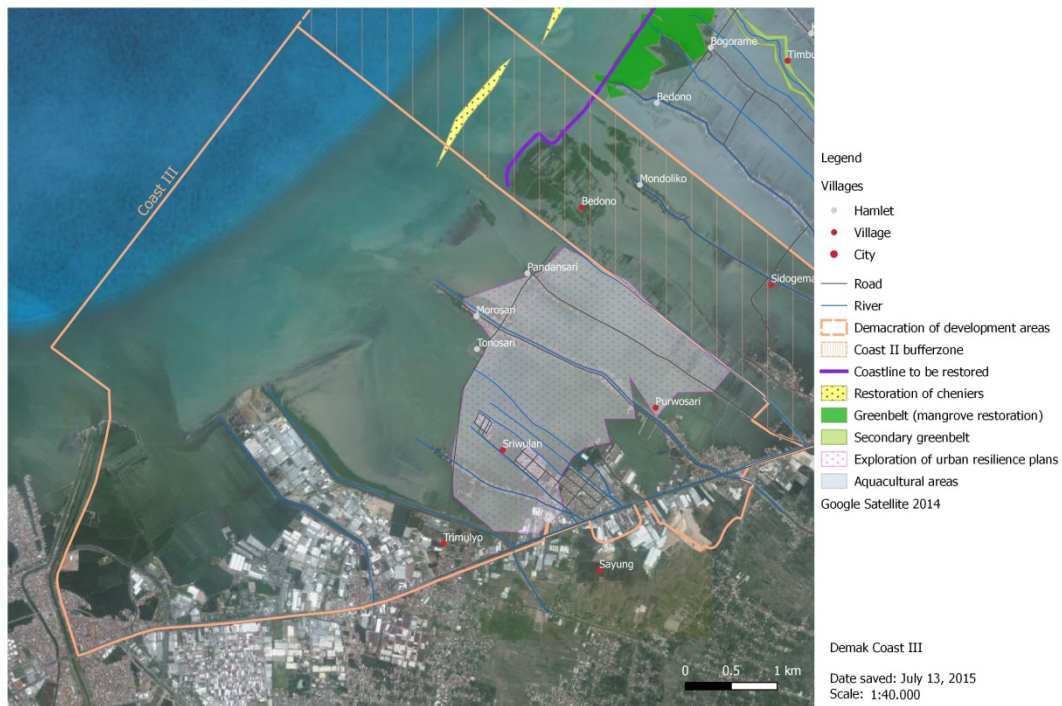 Bogorame
Timbu
Bedono
Coast III
Mondoliko
Bedono
Pandansari
Sidogema
Morosari
Tonosari
Purwosari
Sriwulan
Trimulyo
Sayung
0 0.5 1 km
Legend
Villages
Hamlet
Village
City
Road
River
Demacration of development areas
Coast II bufferzone
Coastline to be restored
Restoration of cheniers
Greenbelt (mangrove restoration)
Secondary greenbelt
Exploration of urban resilience plans
Aquacultural areas
Google Satellite 2014
Demak Coast III
Date saved: July 13, 2015
Scale: 1:40.000